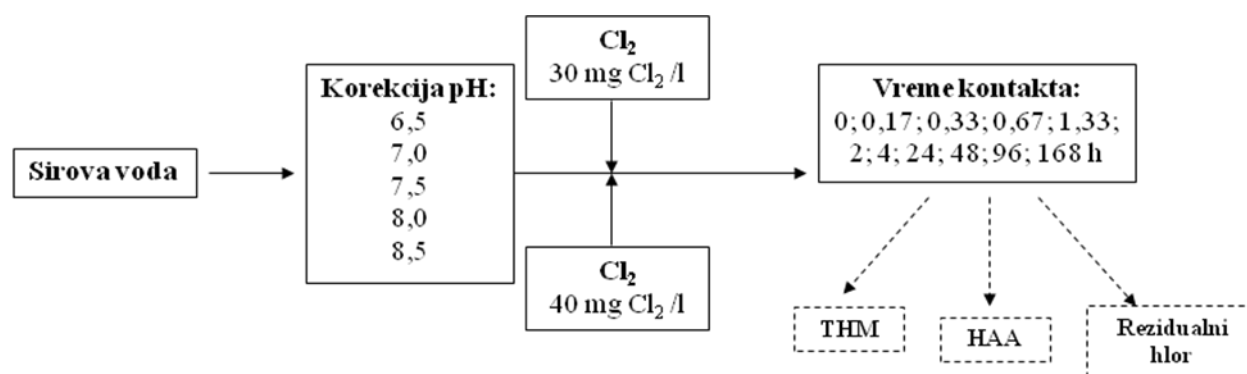 Sirova voda
Korekcija pH:
6,5
7,0
7,5
8,0
8,5
Cl₂
30 mg Cl₂ /l
Cl₂
40 mg Cl₂ /l
Vreme kontakta:
0; 0,17; 0,33; 0,67; 1,33;
2; 4; 24; 48; 96; 168 h
THM
HAA
Rezidualni
hlor